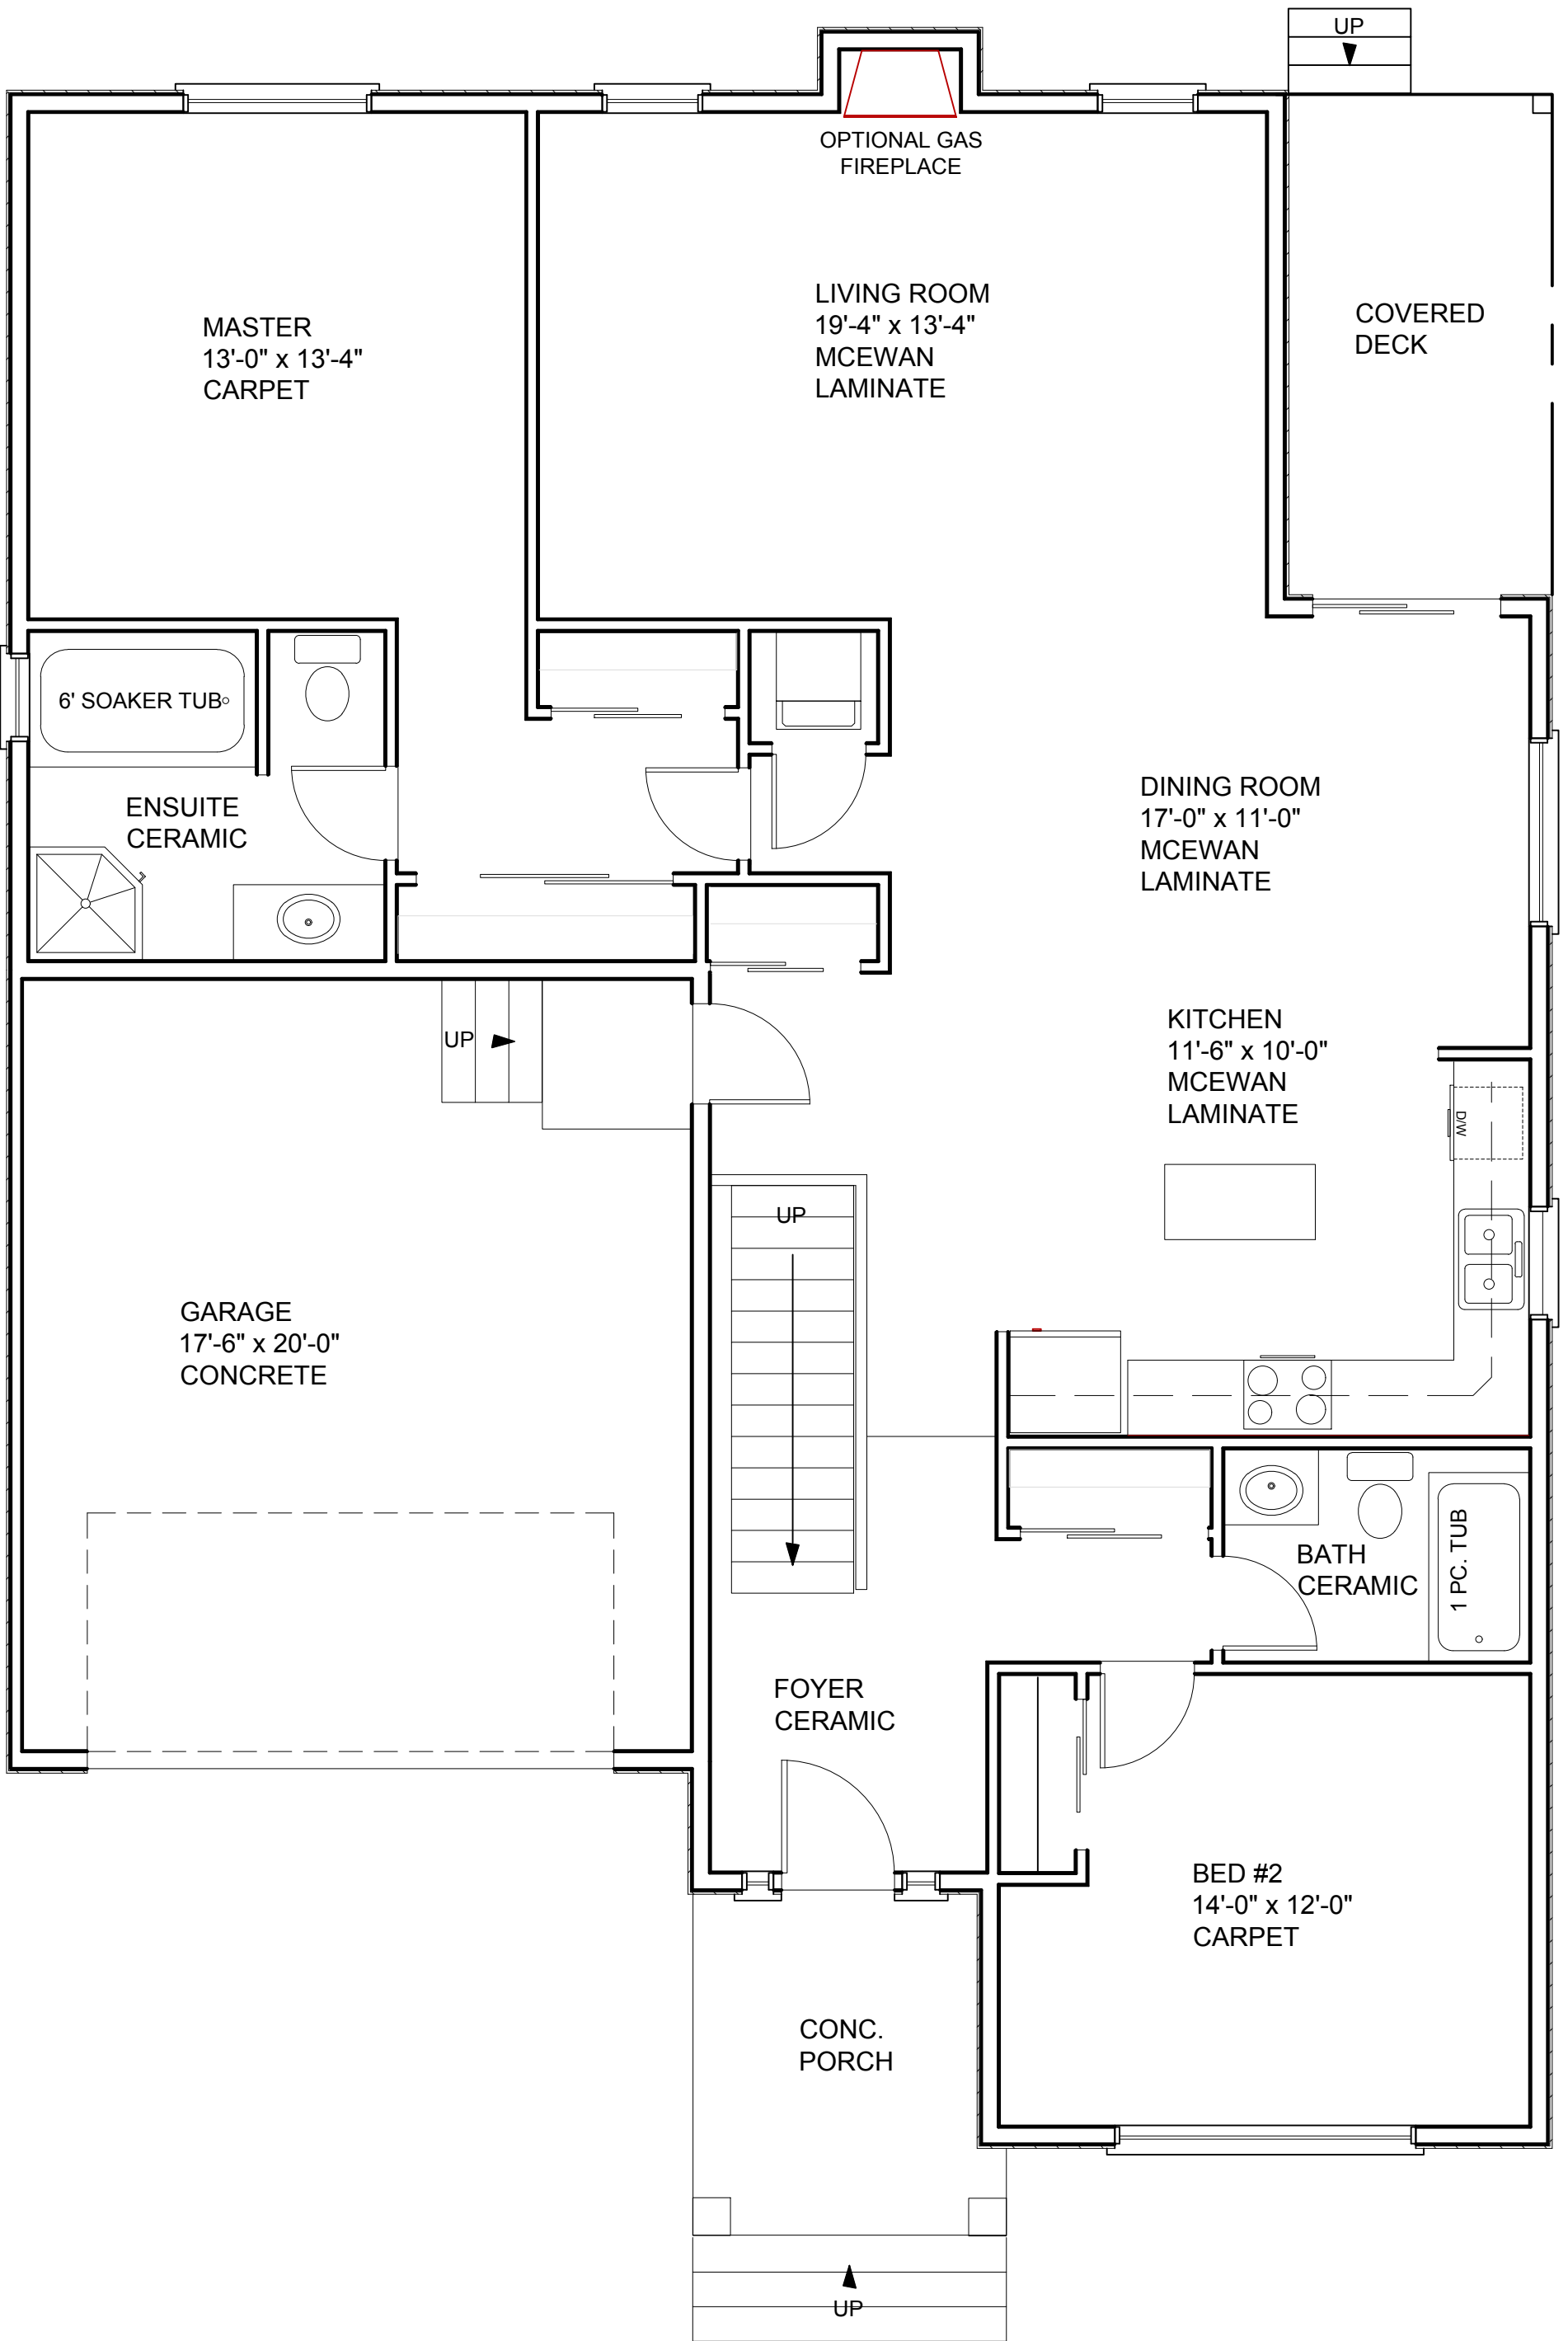 UP
OPTIONAL GAS
FIREPLACE
MASTER
13'-0" x 13'-4"
CARPET
LIVING ROOM
19'-4" x 13'-4"
MCEWAN
LAMINATE
COVERED
DECK
6' SOAKER TUB
ENSUITE
CERAMIC
DINING ROOM
17'-0" x 11'-0"
MCEWAN
LAMINATE
UP
KITCHEN
11'-6" x 10'-0"
MCEWAN
LAMINATE
D/W
UP
GARAGE
17'-6" x 20'-0"
CONCRETE
BATH
CERAMIC
1 PC. TUB
FOYER
CERAMIC
BED #2
14'-0" x 12'-0"
CARPET
CONC.
PORCH
UP